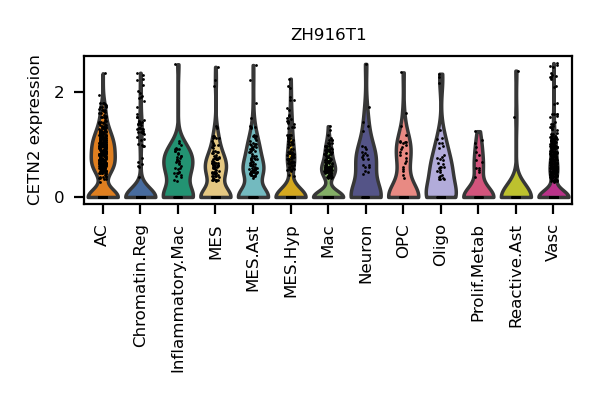 ZH916T1
CETN2 expression
2
0
AC
Chromatin.Reg
Inflammatory.Mac
MES
MES.Ast
MES.Hyp
Mac
Neuron
OPC
Oligo
Prolif.Metab
Reactive.Ast
Vasc